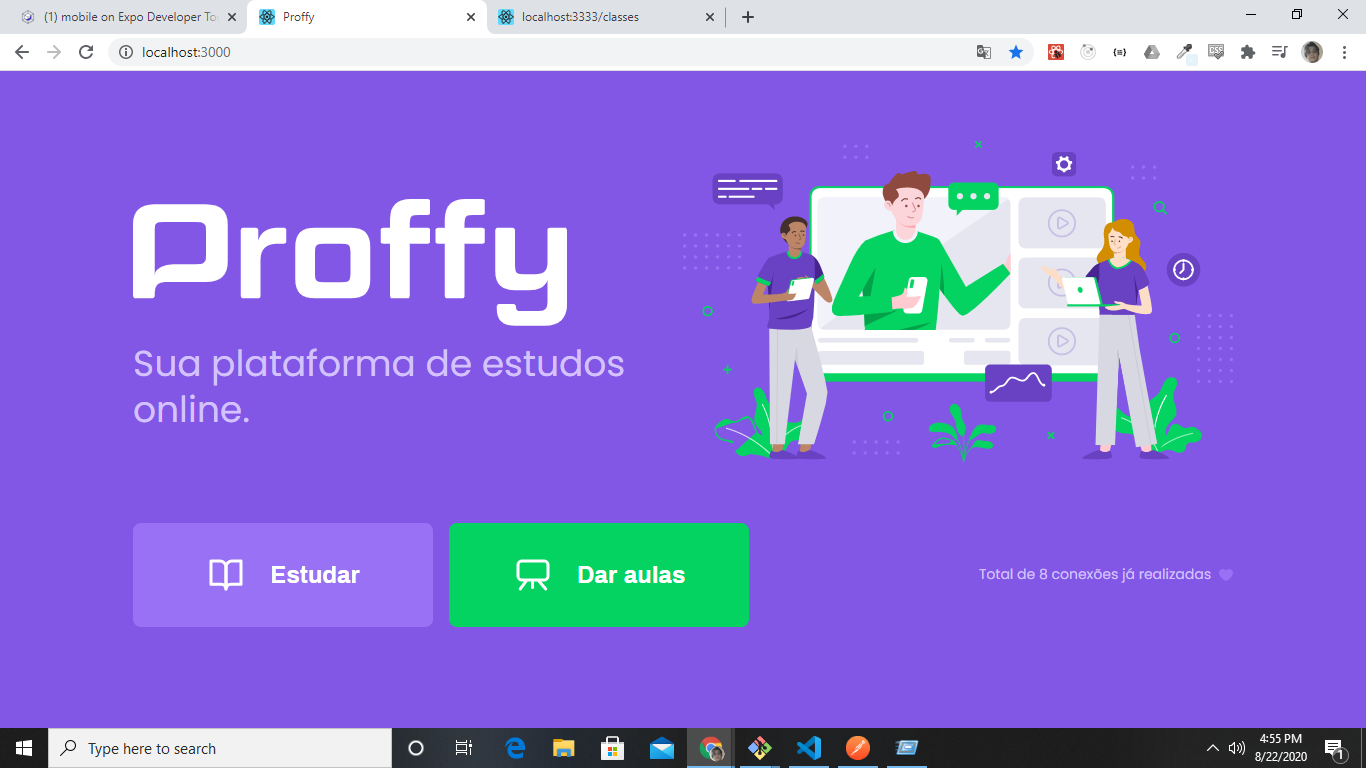 (1) mobile on Expo Developer To
Proffy
localhost:3333/classes
localhost:3000
CSS
Proffy
Sua plataforma de estudos
online.
Estudar
Dar aulas
Total de 8 conexões já realizadas
Type here to search
4:55 PM
8/22/2020
1